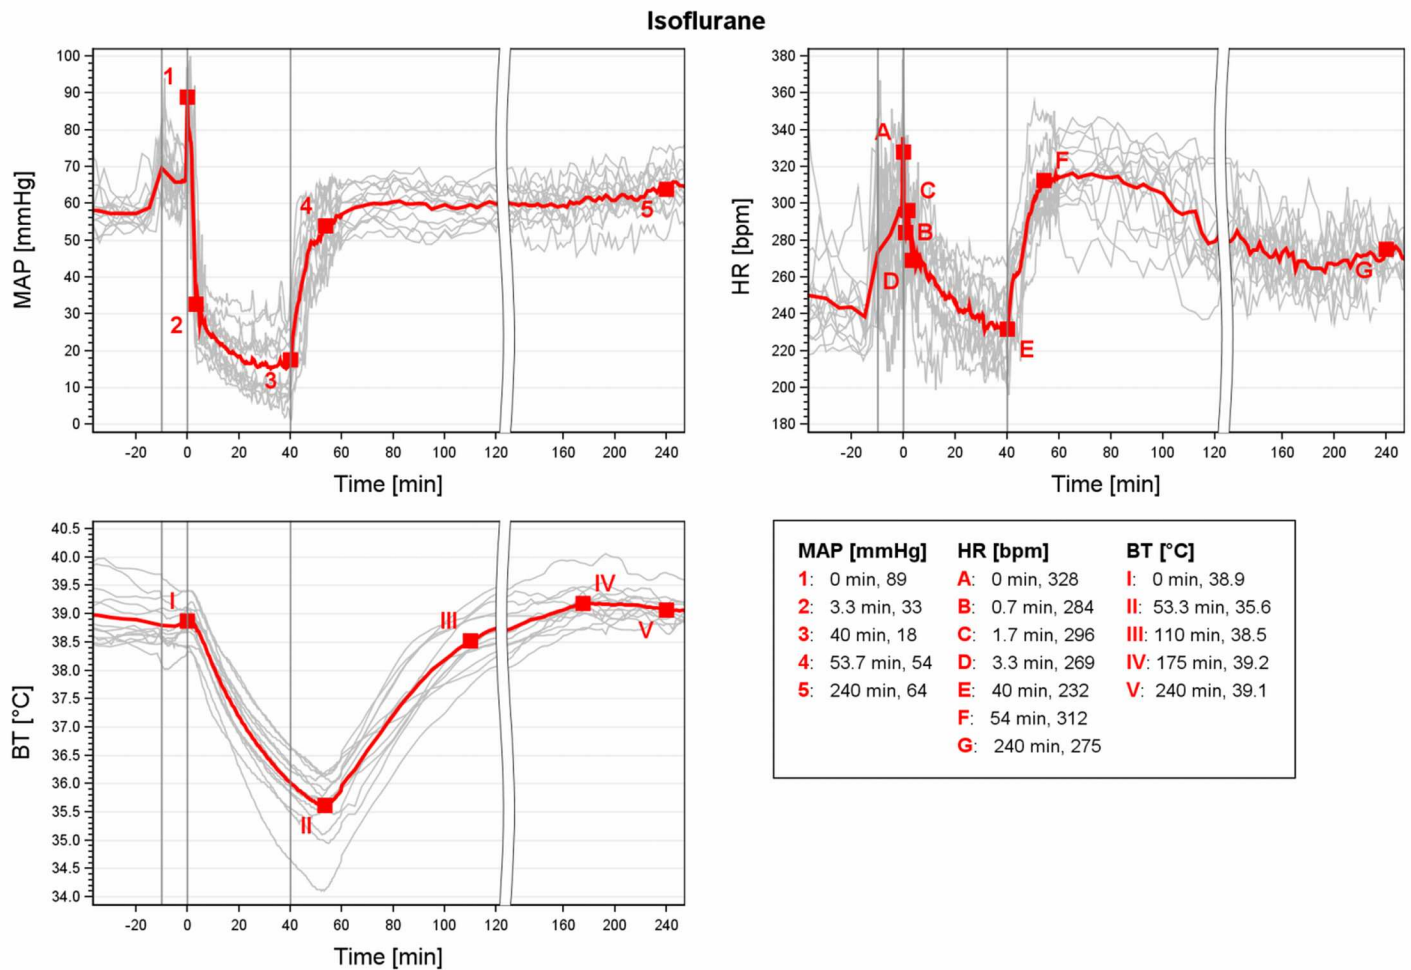 Isoflurane
100
90
80
70
60
50
40
30
20
10
0
MAP [mmHg]
1
2
3
4
5
-20 0 20 40 60 80 100 120 160 200 240
Time [min]
380
360
340
320
300
280
260
240
220
200
180
HR [bpm]
A
B
C
D
E
F
G
-20 0 20 40 60 80 100 120 160 200 240
Time [min]
40.5
40.0
39.5
39.0
38.5
38.0
37.5
37.0
36.5
36.0
35.5
35.0
34.5
34.0
BT [°C]
I
II
III
IV
V
-20 0 20 40 60 80 100 120 160 200 240
Time [min]
MAP [mmHg] HR [bpm] BT [°C]
1: 0 min, 89 A: 0 min, 328 I: 0 min, 38.9
2: 3.3 min, 33 B: 0.7 min, 284 II: 53.3 min, 35.6
3: 40 min, 18 C: 1.7 min, 296 III: 110 min, 38.5
4: 53.7 min, 54 D: 3.3 min, 269 IV: 175 min, 39.2
5: 240 min, 64 E: 40 min, 232 V: 240 min, 39.1
F: 54 min, 312
G: 240 min, 275